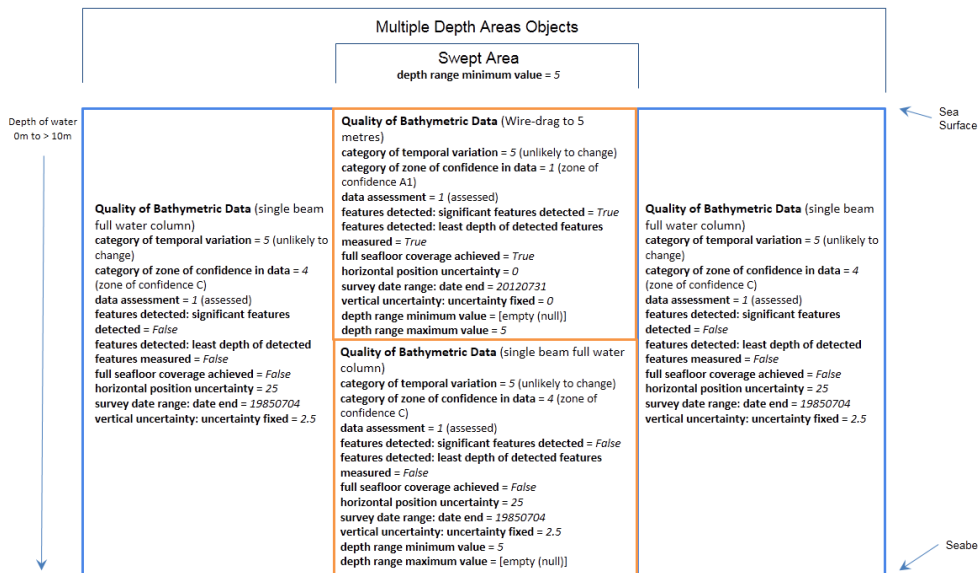 Multiple Depth Areas Objects
Swept Area
depth range minimum value = 5
Depth of water
0m to > 10m
Sea
Surface
Quality of Bathymetric Data (single beam
full water column)
category of temporal variation = 5 (unlikely to
change)
category of zone of confidence in data = 4
(zone of confidence C)
data assessment = 1 (assessed)
features detected: significant features
detected = False
features detected: least depth of detected
features measured = False
full seafloor coverage achieved = False
horizontal position uncertainty = 25
survey date range: date end = 19850704
vertical uncertainty: uncertainty fixed = 2.5
Quality of Bathymetric Data (Wire-drag to 5
metres)
category of temporal variation = 5 (unlikely to change)
category of zone of confidence in data = 1 (zone of
confidence A1)
data assessment = 1 (assessed)
features detected: significant features detected = True
features detected: least depth of detected features
measured = True
full seafloor coverage achieved = True
horizontal position uncertainty = 0
survey date range: date end = 20120731
vertical uncertainty: uncertainty fixed = 0
depth range minimum value = [empty (null)]
depth range maximum value = 5
Quality of Bathymetric Data (single beam full water
column)
category of temporal variation = 5 (unlikely to change)
category of zone of confidence in data = 4 (zone of
confidence C)
data assessment = 1 (assessed)
features detected: significant features detected = False
features detected: least depth of detected features
measured = False
full seafloor coverage achieved = False
horizontal position uncertainty = 25
survey date range: date end = 19850704
vertical uncertainty: uncertainty fixed = 2.5
depth range minimum value = 5
depth range maximum value = [empty (null)]
Quality of Bathymetric Data (single beam
full water column)
category of temporal variation = 5 (unlikely to
change)
category of zone of confidence in data = 4
(zone of confidence C)
data assessment = 1 (assessed)
features detected: significant features
detected = False
features detected: least depth of detected
features measured = False
full seafloor coverage achieved = False
horizontal position uncertainty = 25
survey date range: date end = 19850704
vertical uncertainty: uncertainty fixed = 2.5
Seabe